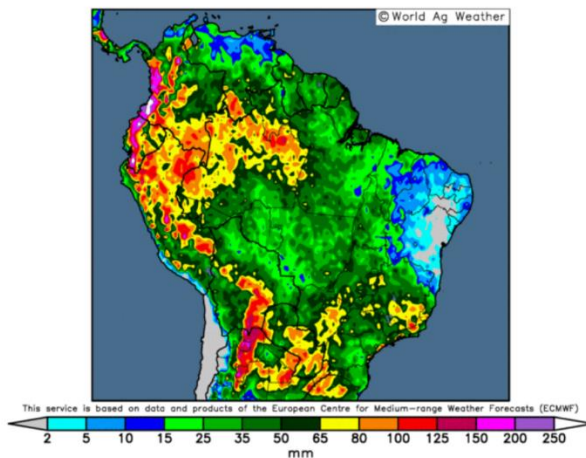 © World Ag Weather
This service is based on data and products of the European Centre for Medium-range Weather Forecasts (ECMWF)
2 5 10 15 25 35 50 65 80 100 125 150 200 250
mm